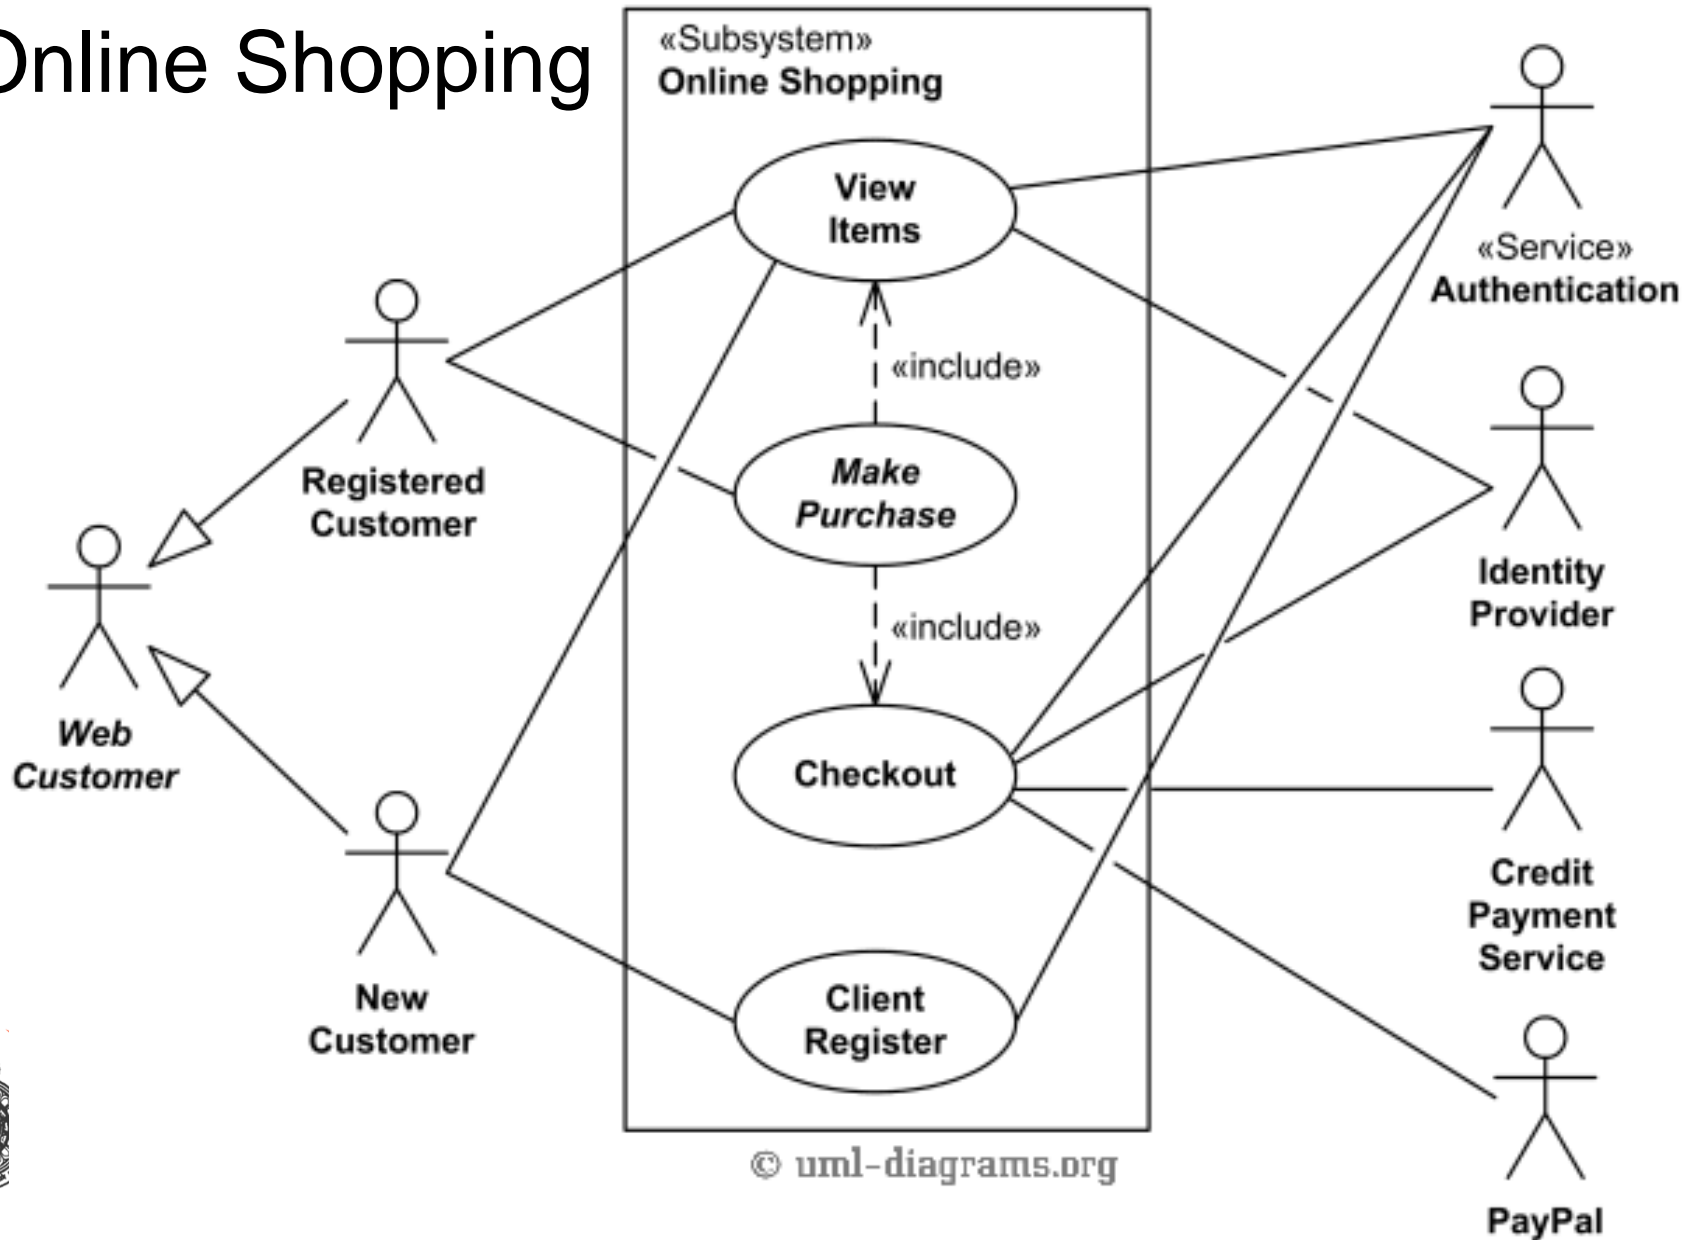 Online Shopping
«Subsystem»
Online Shopping
View
Items
«include»
Make
Purchase
«include»
Checkout
Client
Register
Registered
Customer
Web
Customer
New
Customer
«Service»
Authentication
Identity
Provider
Credit
Payment
Service
PayPal
© uml-diagrams.org